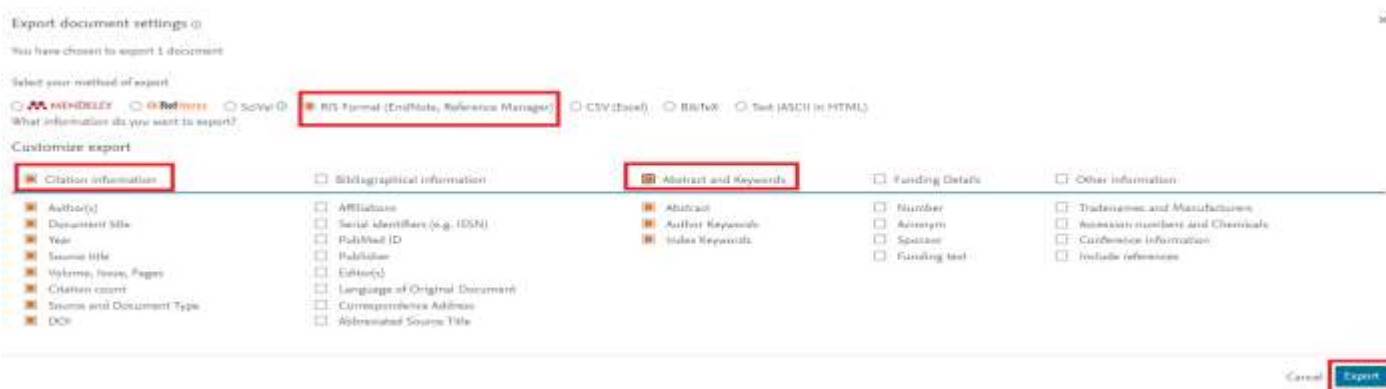 Export document settings
You have chosen to export 1 document
Select your method of export
MENDELEY RefWorks SciVal RIS Format (EndNote, Reference Manager) CSV (Excel) BibTeX Text (ASCII in HTML)
What information do you want to export?
Customize export
Citation information Bibliographical information Abstract and Keywords Funding Details Other information
Author(s) Affiliations Abstract Number Tradenames and Manufacturers
Document title Serial identifiers (e.g. ISSN) Author Keywords Acronym Accession numbers and Chemicals
Year PubMed ID Index Keywords Sponsor Conference information
Source title Publisher Funding text Include references
Volume, Issue, Pages Editor(s)
Citation count Language of Original Document
Source and Document Type Correspondence Address
DOI Abbreviated Source Title
Cancel Export